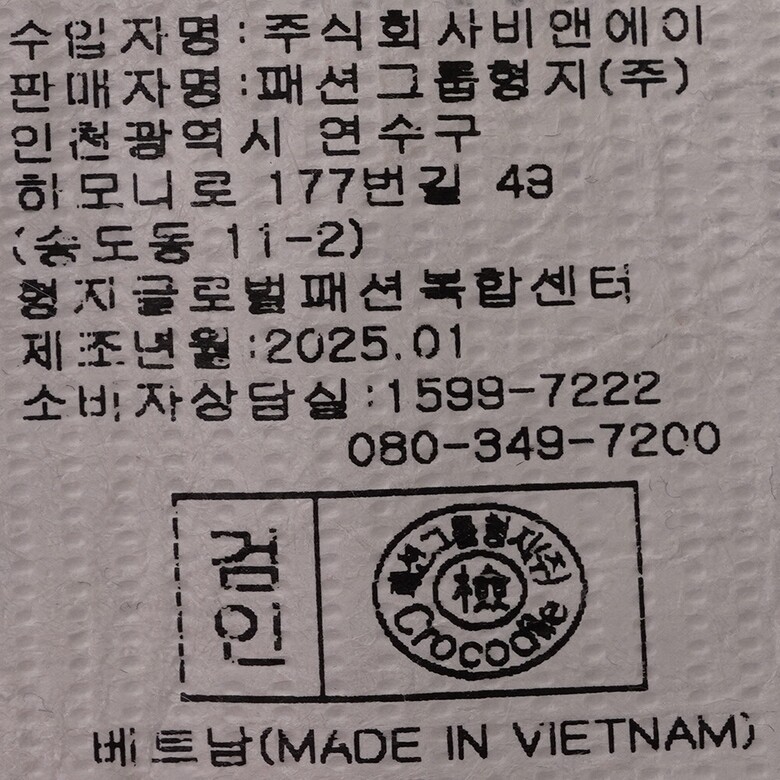 수입자명:주식회사비앤에이
판매자명:패션그룹형지(주)
인천광역시 연수구
하모니로 177번길 49
(송도동 11-2)
형지글로벌패션복합센터
제조년월:2025.01
소비자상담실:1599-7222
080-349-7200
검인
패션그룹형지(주)
檢
Crocodile
베트남(MADE IN VIETNAM)